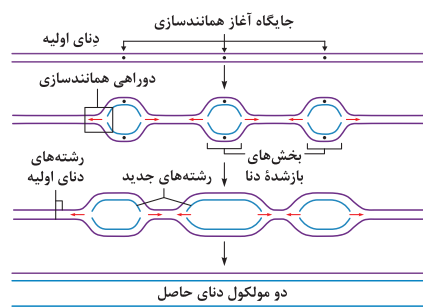 جایگاه آغاز همانندسازی
دِنای اولیه
دوراهی همانندسازی
بخش‌های
بازشدهٔ دنا
رشته‌های جدید
رشته‌های
دنای اولیه
دو مولکول دنای حاصل